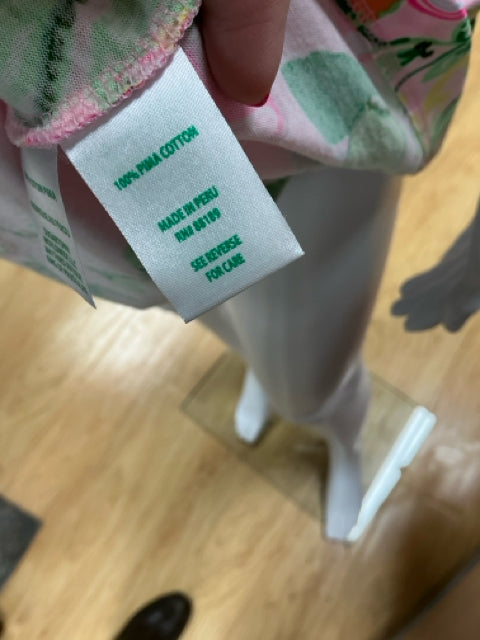 100% PIMA COTTON
MADE IN PERU
RN# 88189
SEE REVERSE
FOR CARE